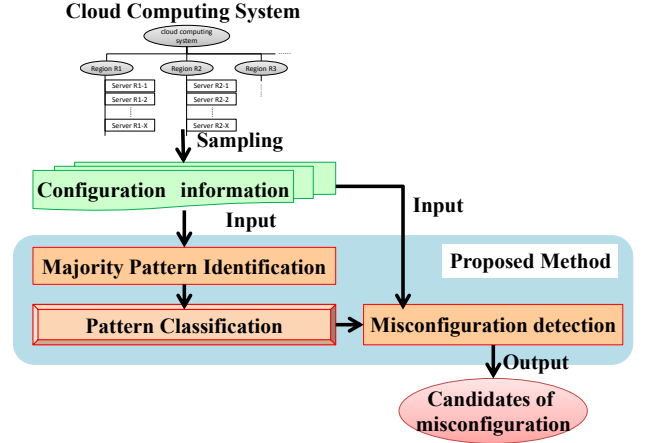 Cloud Computing System
cloud computing
system
Region R1
Region R2
Region R3
Server R1-1
Server R2-1
Server R1-2
Server R2-2
Server R1-X
Server R2-X
Sampling
Configuration information
Input
Input
Majority Pattern Identification
Proposed Method
Pattern Classification
Misconfiguration detection
Output
Candidates of
misconfiguration